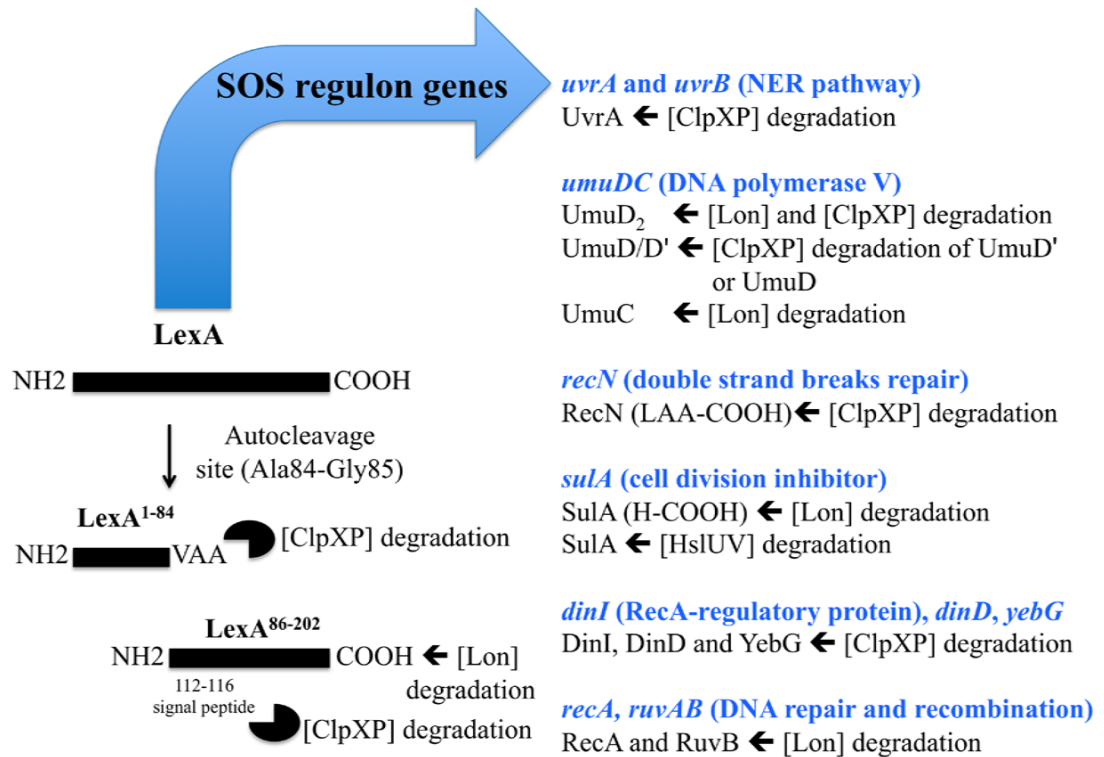 SOS regulon genes
LexA
NH2 COOH
Autocleavage
site (Ala84-Gly85)
LexA1-84
NH2 VAA [ClpXP] degradation
LexA86-202
NH2 COOH 🡸 [Lon]
degradation
112-116
signal peptide
[ClpXP] degradation
uvrA and uvrB (NER pathway)
UvrA 🡸 [ClpXP] degradation
umuDC (DNA polymerase V)
UmuD2 🡸 [Lon] and [ClpXP] degradation
UmuD/D' 🡸 [ClpXP] degradation of UmuD'
or UmuD
UmuC 🡸 [Lon] degradation
recN (double strand breaks repair)
RecN (LAA-COOH) 🡸 [ClpXP] degradation
sulA (cell division inhibitor)
SulA (H-COOH) 🡸 [Lon] degradation
SulA 🡸 [HslUV] degradation
dinI (RecA-regulatory protein), dinD, yebG
DinI, DinD and YebG 🡸 [ClpXP] degradation
recA, ruvAB (DNA repair and recombination)
RecA and RuvB 🡸 [Lon] degradation